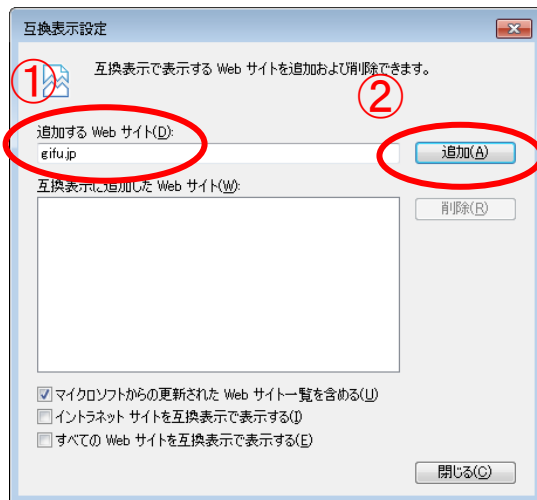 互換表示設定
① 互換表示で表示する Web サイトを追加および削除できます。
②
追加する Web サイト(D):
gifu.jp 追加(A)
互換表示に追加した Web サイト(W):
削除(R)
マイクロソフトからの更新された Web サイト一覧を含める(U)
イントラネット サイトを互換表示で表示する(I)
すべての Web サイトを互換表示で表示する(E)
閉じる(C)